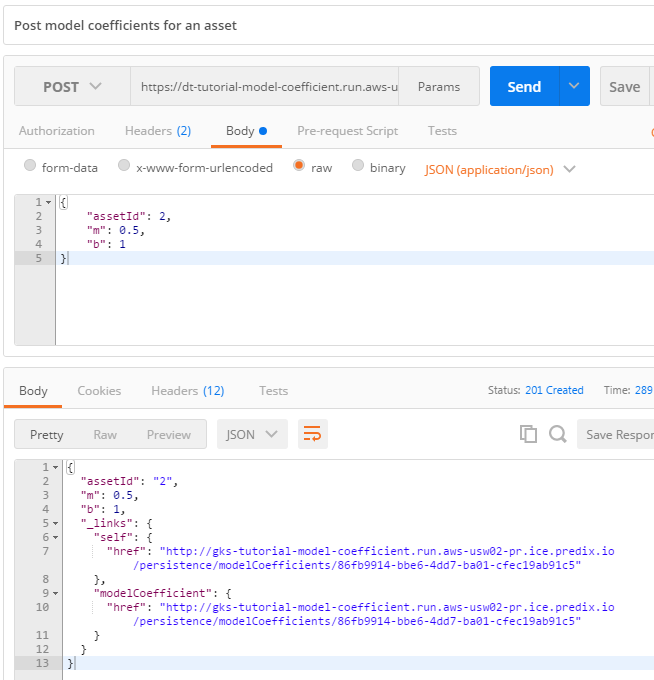 Post model coefficients for an asset
POST https://dt-tutorial-model-coefficient.run.aws-u Params Send Save
Authorization Headers (2) Body Pre-request Script Tests
form-data x-www-form-urlencoded raw binary JSON (application/json)
1 {
2 "assetId": 2,
3 "m": 0.5,
4 "b": 1
5 }
Body Cookies Headers (12) Tests Status: 201 Created Time: 289
Pretty Raw Preview JSON Save Respor
1 {
2 "assetId": "2",
3 "m": 0.5,
4 "b": 1,
5 "_links": {
6 "self": {
7 "href": "http://gks-tutorial-model-coefficient.run.aws-usw02-pr.ice.predix.io
/persistence/modelCoefficients/86fb9914-bbe6-4dd7-ba01-cfec19ab91c5"
8 },
9 "modelCoefficient": {
10 "href": "http://gks-tutorial-model-coefficient.run.aws-usw02-pr.ice.predix.io
/persistence/modelCoefficients/86fb9914-bbe6-4dd7-ba01-cfec19ab91c5"
11 }
12 }
13 }